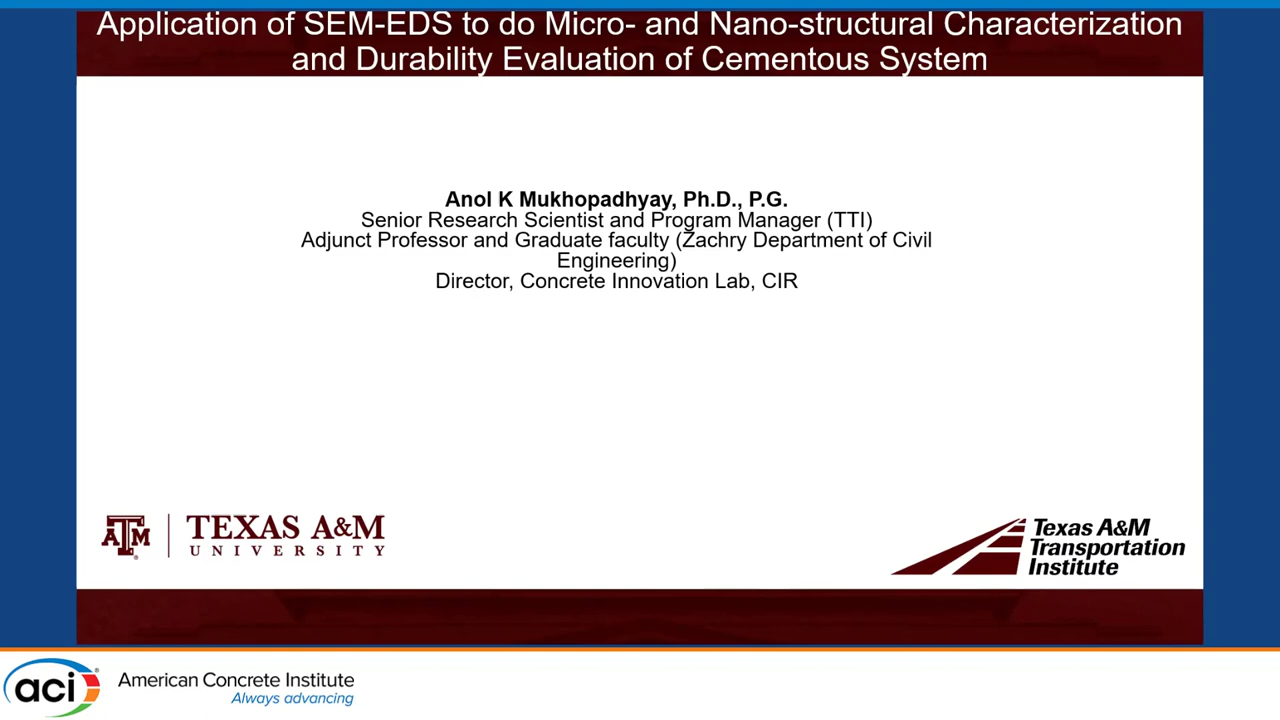 Application of SEM-EDS to do Micro- and Nano-structural Characterization
and Durability Evaluation of Cementous System
Anol K Mukhopadhyay, Ph.D., P.G.
Senior Research Scientist and Program Manager (TTI)
Adjunct Professor and Graduate faculty (Zachry Department of Civil
Engineering)
Director, Concrete Innovation Lab, CIR
ATM
®
TEXAS A&M
UNIVERSITY
Texas A&M
Transportation
Institute
aci
®
American Concrete Institute
Always advancing